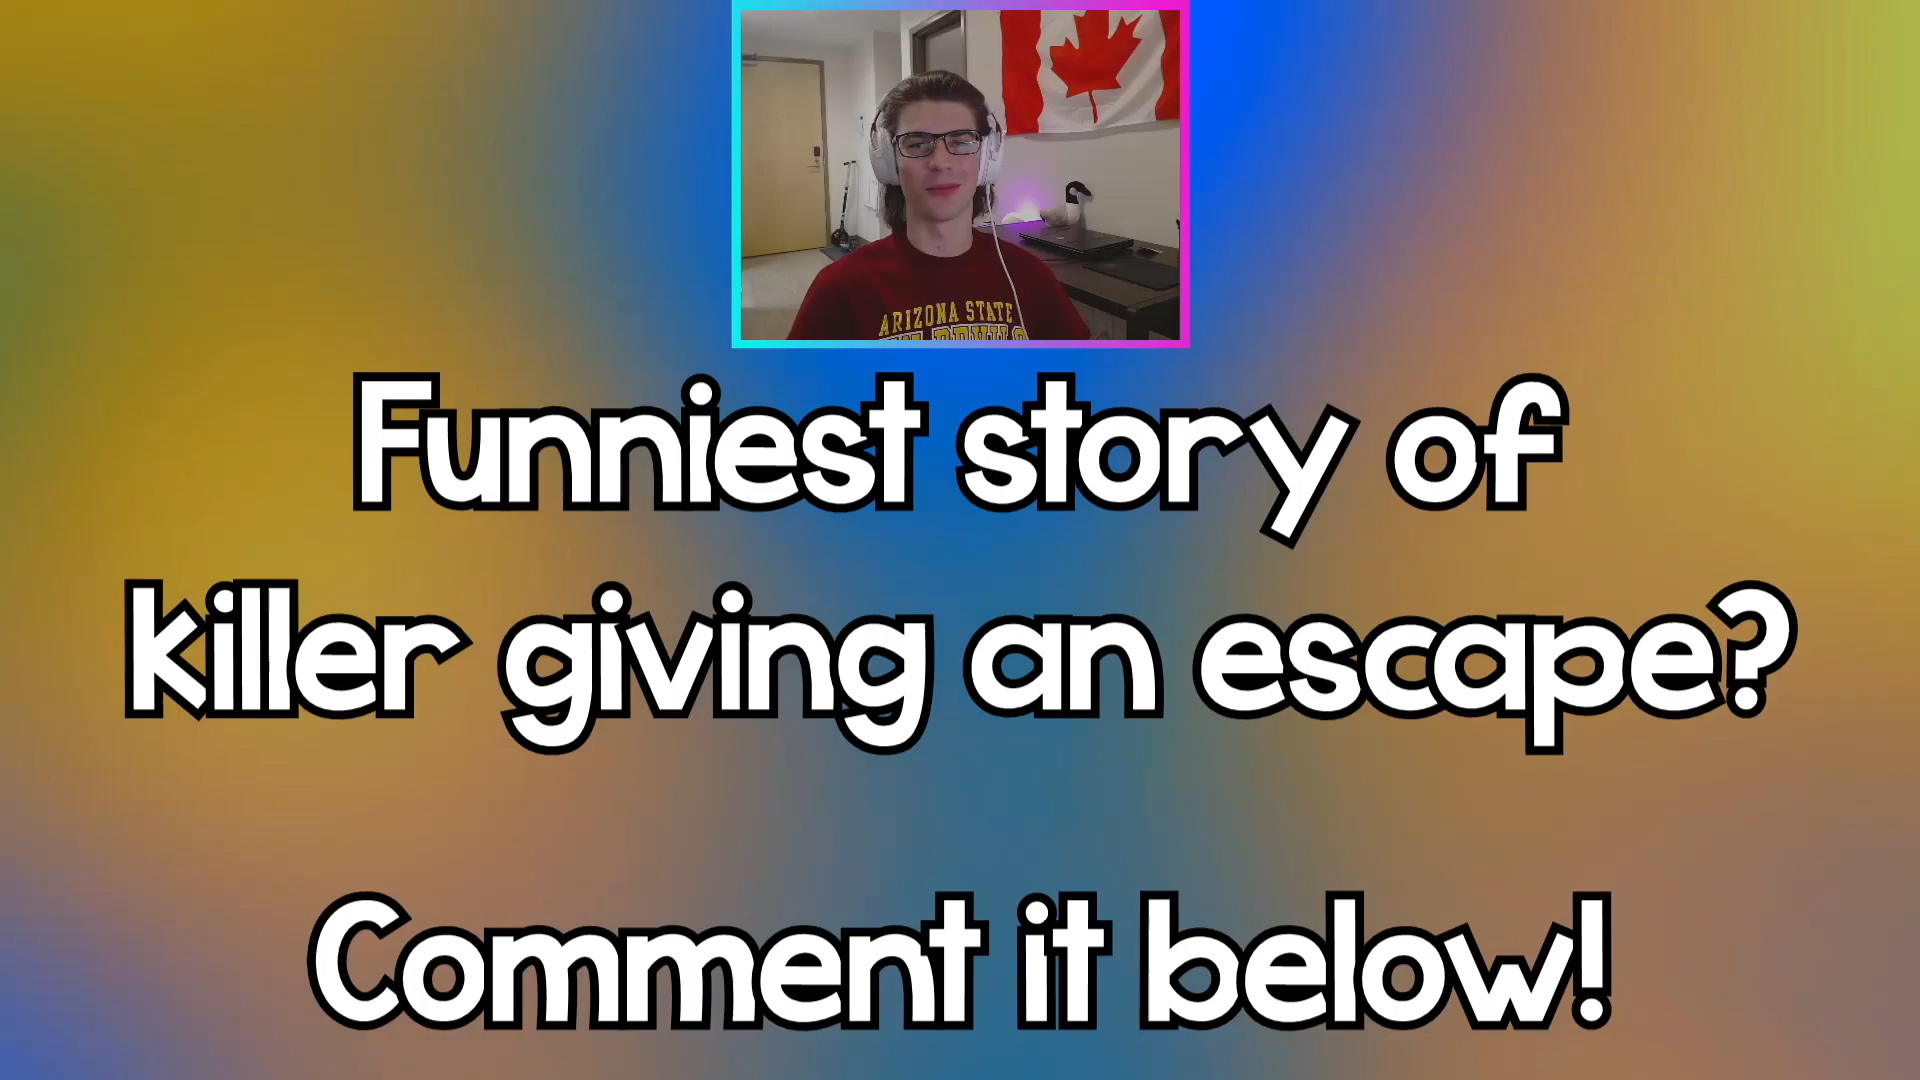 ARIZONA STATE
Funniest story of
killer giving an escape?
Comment it below!